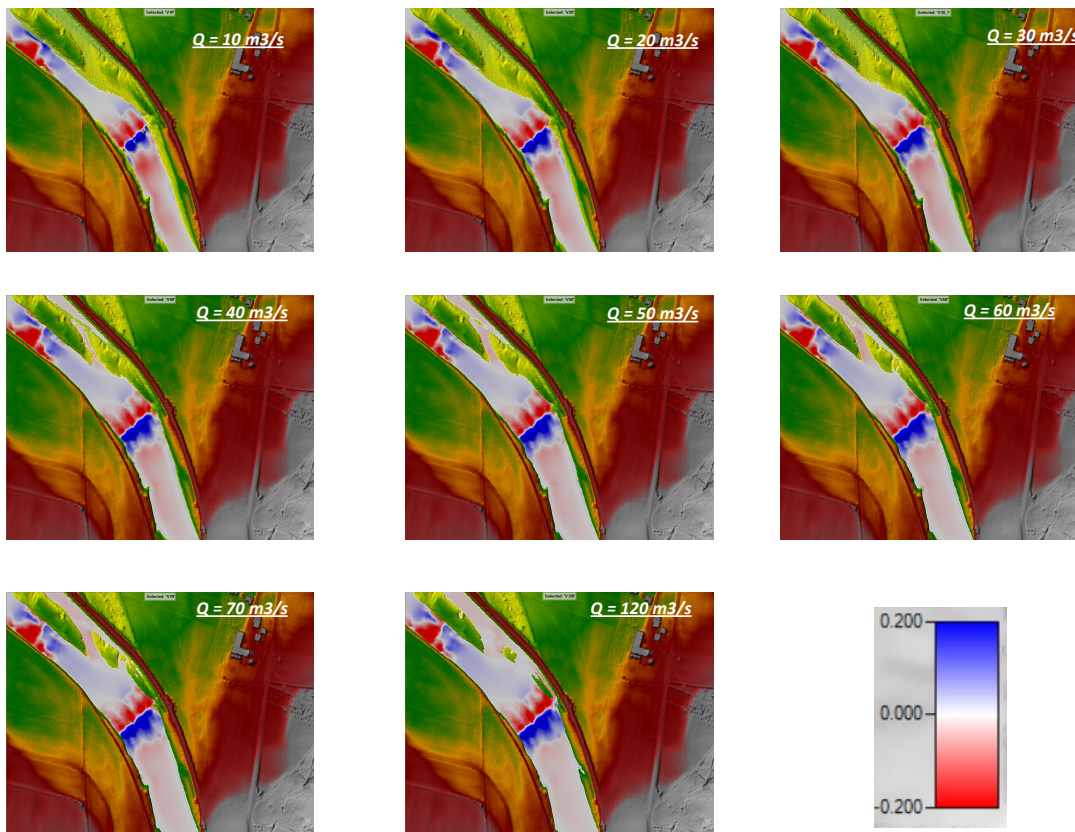 Q = 10 m3/s
Q = 20 m3/s
Q = 30 m3/s
Q = 40 m3/s
Q = 50 m3/s
Q = 60 m3/s
Q = 70 m3/s
Q = 120 m3/s
0.200
0.000
-0.200